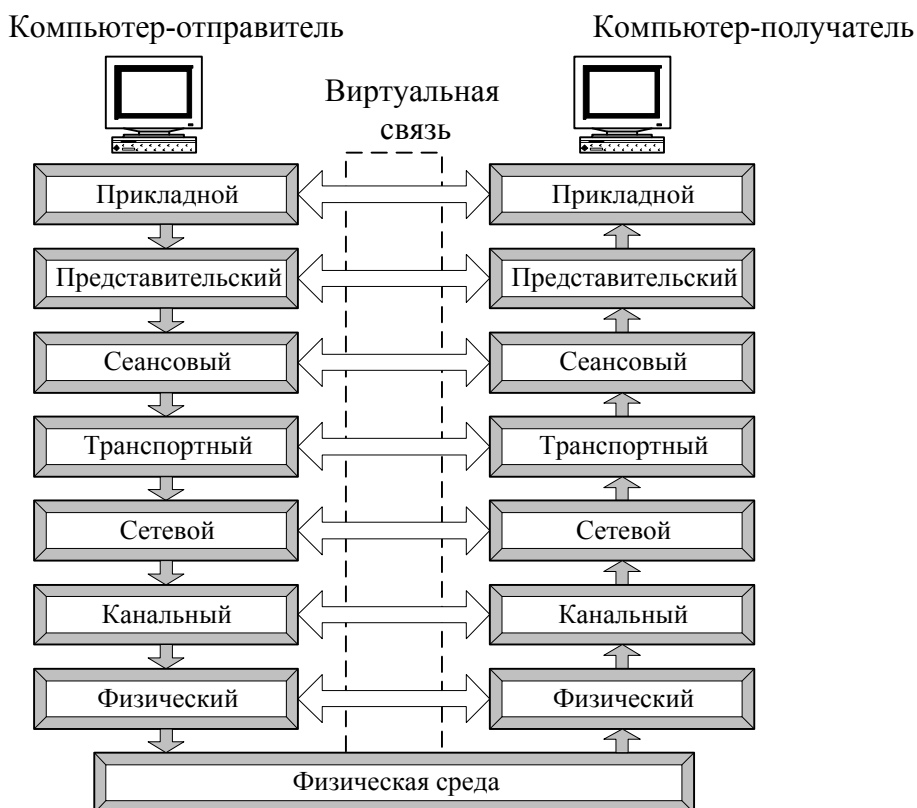 Компьютер-отправитель Компьютер-получатель
Виртуальная
связь
Прикладной Прикладной
Представительский Представительский
Сеансовый Сеансовый
Транспортный Транспортный
Сетевой Сетевой
Канальный Канальный
Физический Физический
Физическая среда